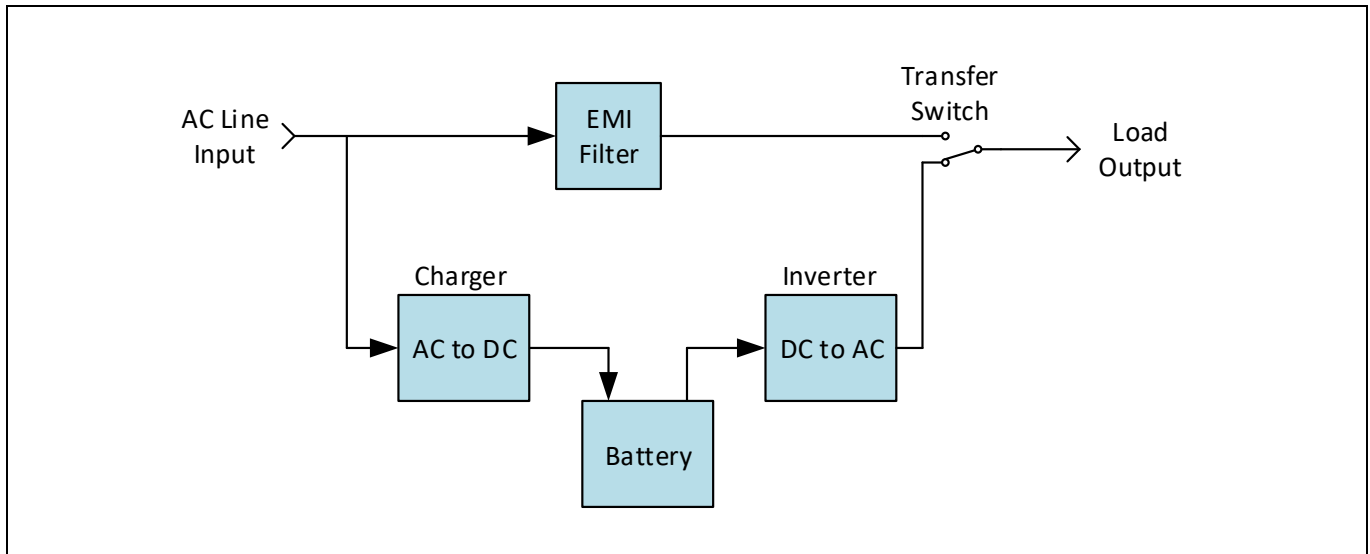 AC Line
Input
EMI
Filter
Transfer
Switch
Load
Output
Charger
AC to DC
Battery
Inverter
DC to AC